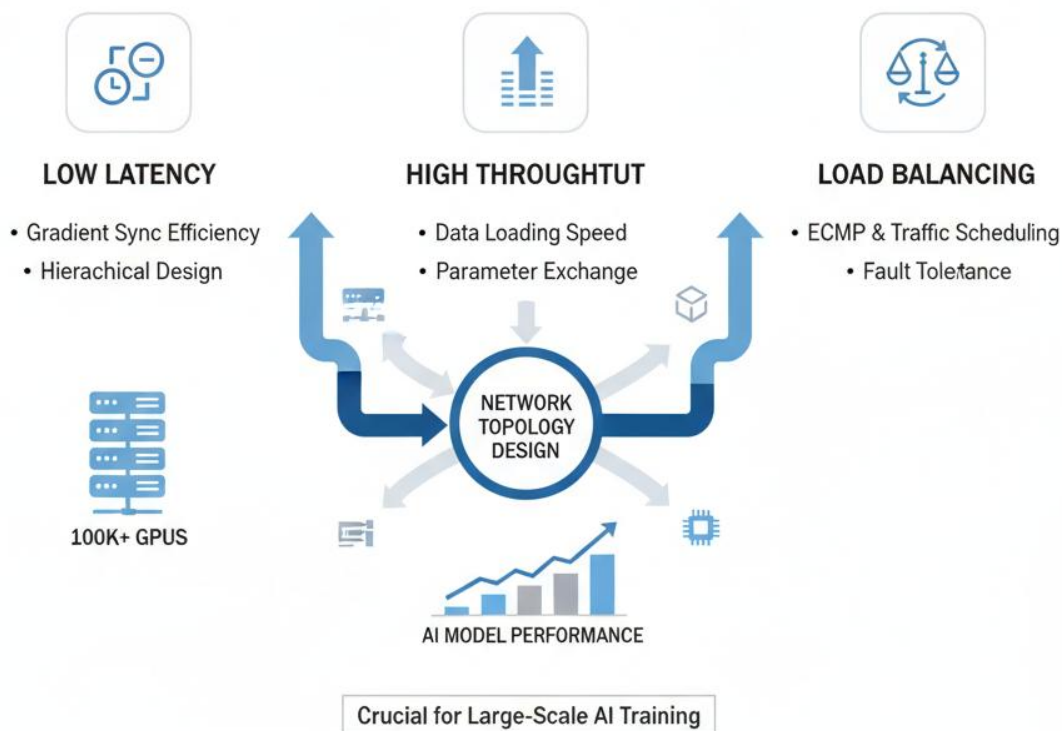 LOW LATENCY
• Gradient Sync Efficiency
• Hierachical Design
HIGH THROUGHTUT
• Data Loading Speed
• Parameter Exchange
LOAD BALANCING
• ECMP & Traffic Scheduling
• Fault Tolerance
NETWORK
TOPOLOGY
DESIGN
100K+ GPUS
AI MODEL PERFORMANCE
Crucial for Large-Scale AI Training